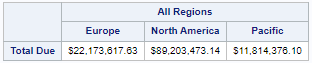 All Regions
Europe North America Pacific
Total Due $22,173,617.63 $89,203,473.14 $11,814,376.10